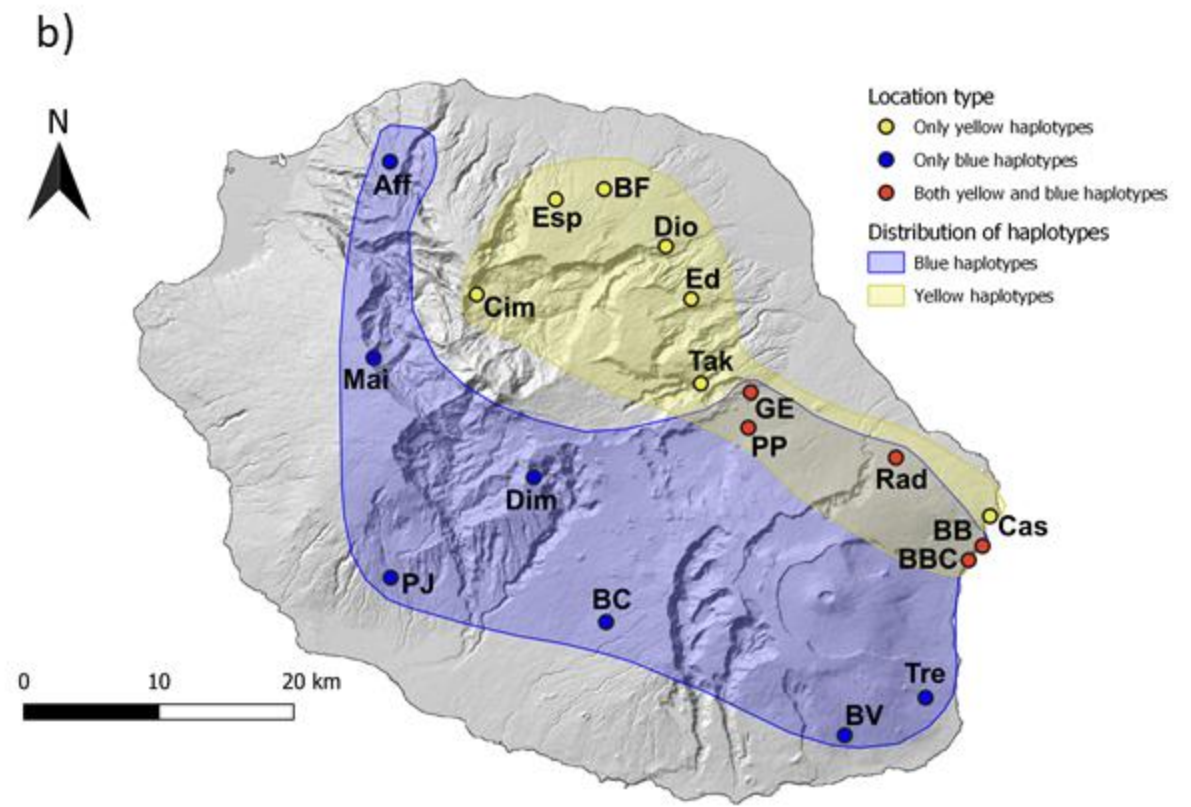 b)
N
Location type
Only yellow haplotypes
Only blue haplotypes
Both yellow and blue haplotypes
Distribution of haplotypes
Blue haplotypes
Yellow haplotypes
Aff
BF
Esp
Dio
Ed
Cim
Tak
Mai
GE
PP
Rad
Dim
Cas
BB
BBC
PJ
BC
Tre
BV
0 10 20 km